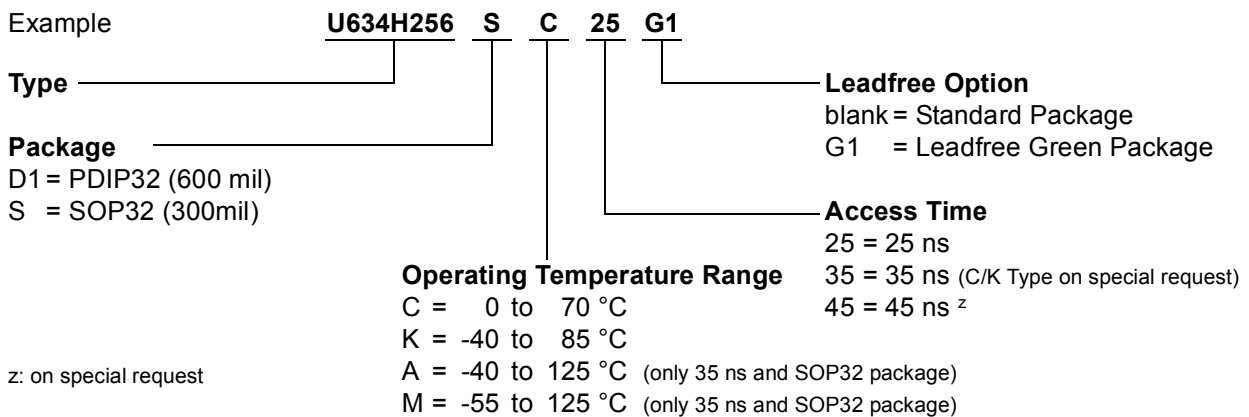 Example U634H256 S C 25 G1
Type
Leadfree Option
blank = Standard Package
G1 = Leadfree Green Package
Package
D1 = PDIP32 (600 mil)
S = SOP32 (300mil)
Access Time
25 = 25 ns
35 = 35 ns (C/K Type on special request)
45 = 45 ns z
Operating Temperature Range
C = 0 to 70 °C
K = -40 to 85 °C
A = -40 to 125 °C (only 35 ns and SOP32 package)
M = -55 to 125 °C (only 35 ns and SOP32 package)
z: on special request